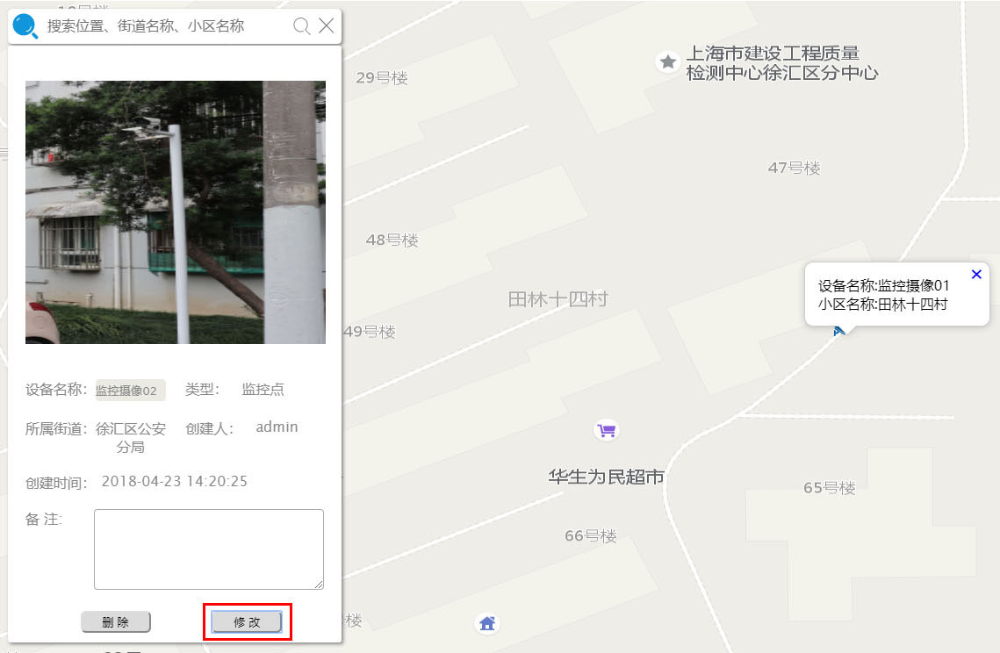 搜索位置、街道名称、小区名称
设备名称: 监控摄像02 类型: 监控点
所属街道: 徐汇区公安 创建人: admin
分局
创建时间: 2018-04-23 14:20:25
备 注:
删 除 修 改
29号楼
上海市建设工程质量
检测中心徐汇区分中心
47号楼
48号楼
设备名称:监控摄像01
小区名称:田林十四村
田林十四村
49号楼
华生为民超市
65号楼
66号楼
楼